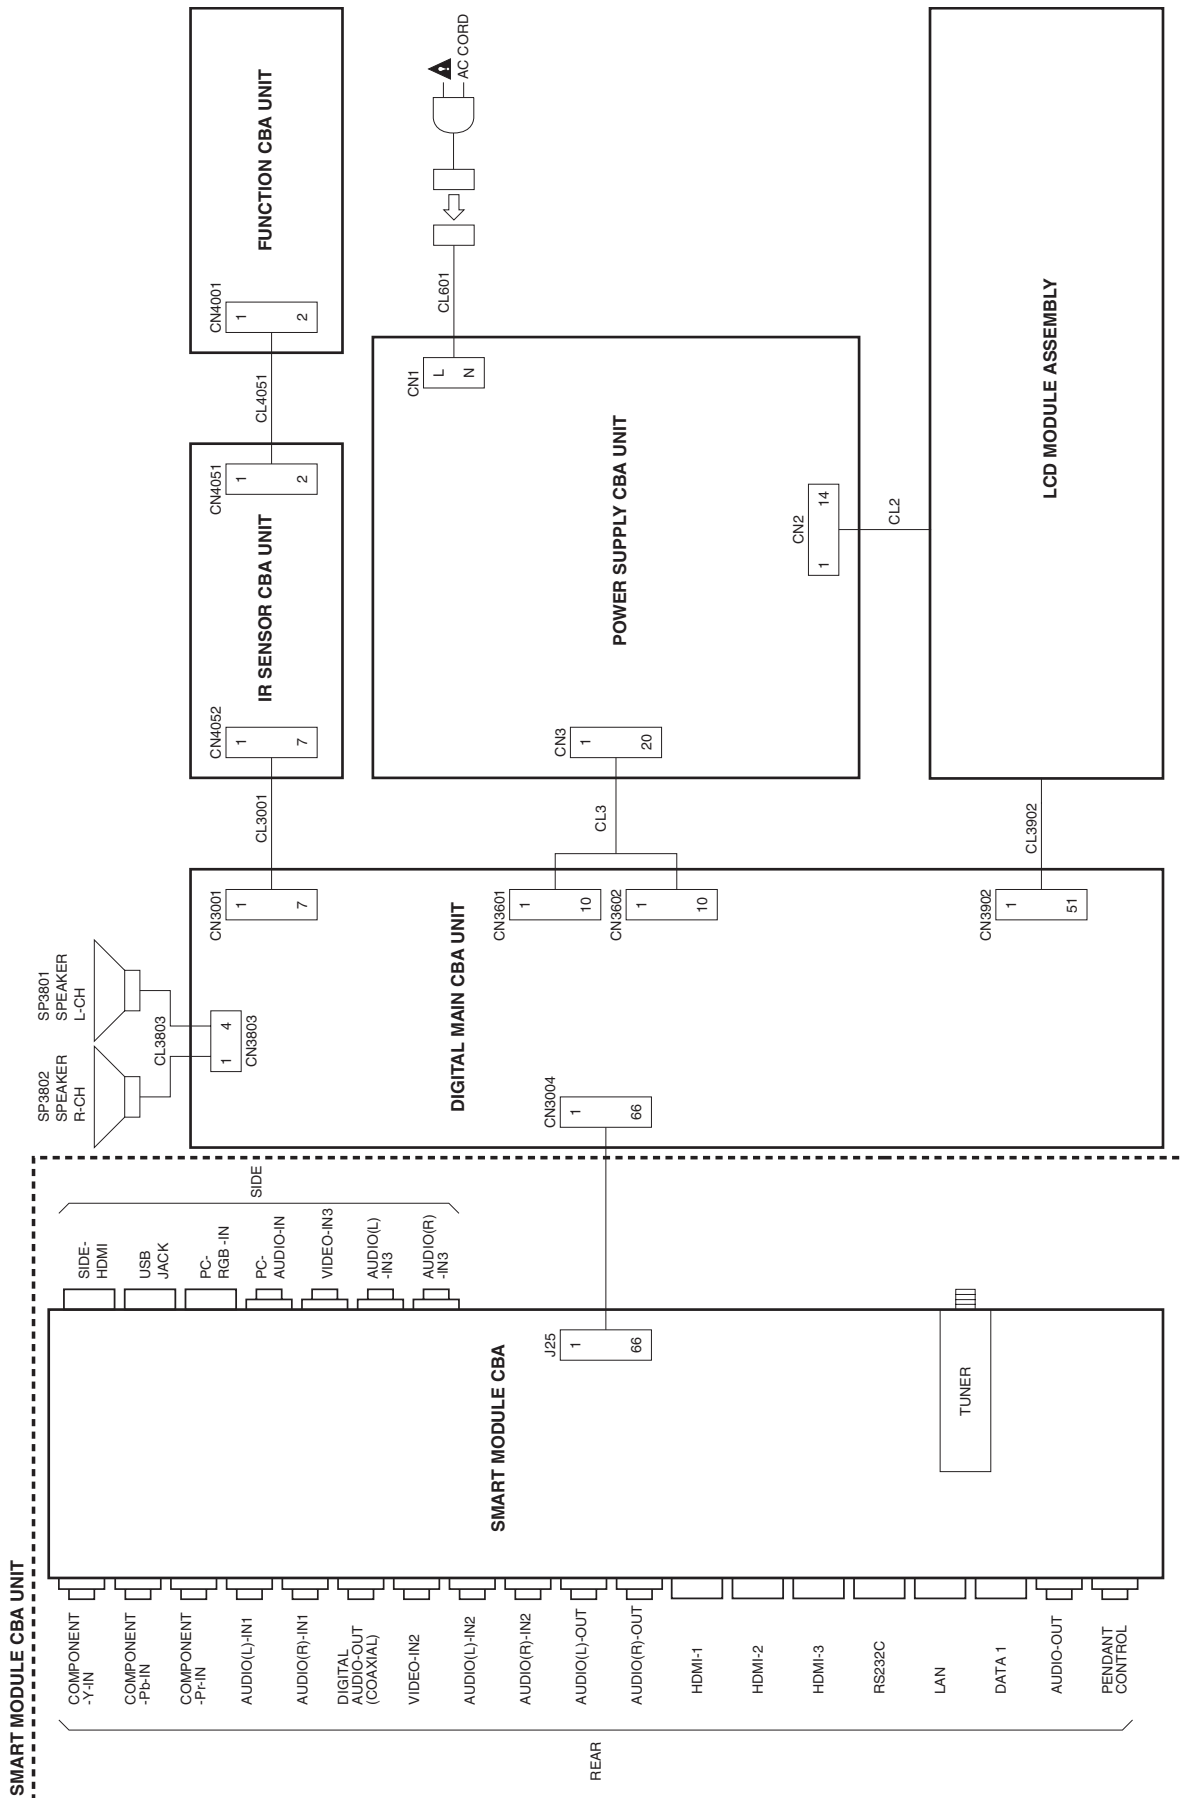 SMART MODULE CBA UNIT
REAR
COMPONENT
-Y-IN
COMPONENT
-Pb-IN
COMPONENT
-Pr-IN
AUDIO(L)-IN1
AUDIO(R)-IN1
DIGITAL
AUDIO-OUT
(COAXIAL)
VIDEO-IN2
AUDIO(L)-IN2
AUDIO(R)-IN2
AUDIO(L)-OUT
AUDIO(R)-OUT
HDMI-1
HDMI-2
HDMI-3
RS232C
LAN
DATA 1
AUDIO-OUT
PENDANT
CONTROL
SMART MODULE CBA
J25
1
66
TUNER
SIDE-
HDMI
USB
JACK
PC-
RGB -IN
PC-
AUDIO-IN
VIDEO-IN3
AUDIO(L)
-IN3
AUDIO(R)
-IN3
SIDE
SP3802
SPEAKER
R-CH
SP3801
SPEAKER
L-CH
CL3803
1 4
CN3803
DIGITAL MAIN CBA UNIT
CN3004
1
66
CN3001
1
7
CN3601
1
10
CN3602
1
10
CN3902
1
51
CL3001
CL3
CL3902
CN4052
1
7
IR SENSOR CBA UNIT
CN4051
1
2
CL4051
CN4001
1
2
FUNCTION CBA UNIT
CN3
1
20
POWER SUPPLY CBA UNIT
CN1
L
N
CL601
AC CORD
!
CN2
1 14
CL2
LCD MODULE ASSEMBLY